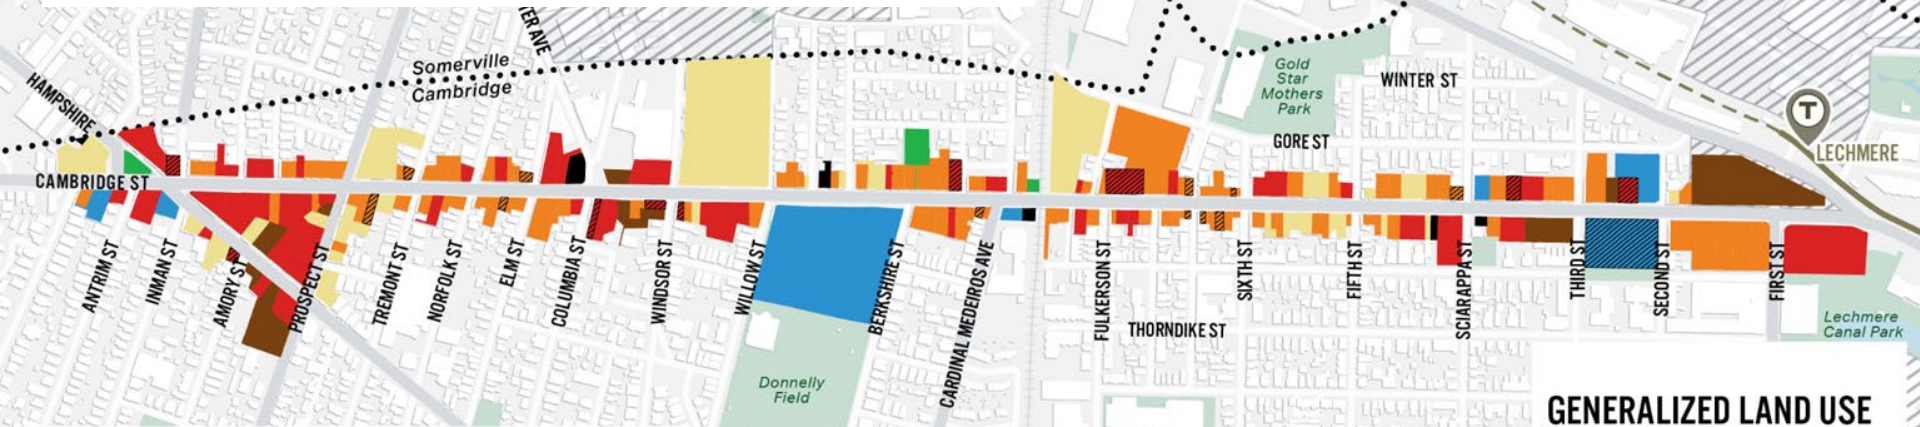 HAMPSHIRE
Somerville
Cambridge
Gold
Star
Mothers
Park
WINTER ST
GORE ST
T
LECHMERE
CAMBRIDGE ST
ANTRIM ST
INMAN ST
AMORY ST
PROSPECT ST
TREMONT ST
NORFOLK ST
ELM ST
COLUMBIA ST
WINDSOR ST
WILLOW ST
BERKSHIRE ST
CARDINAL MEDEIROS AVE
FULKERSON ST
THORNDIKE ST
SIXTH ST
FIFTH ST
SCIARAPPA ST
THIRD ST
SECOND ST
FIRST ST
Lechmere
Canal Park
Donnelly
Field
GENERALIZED LAND USE